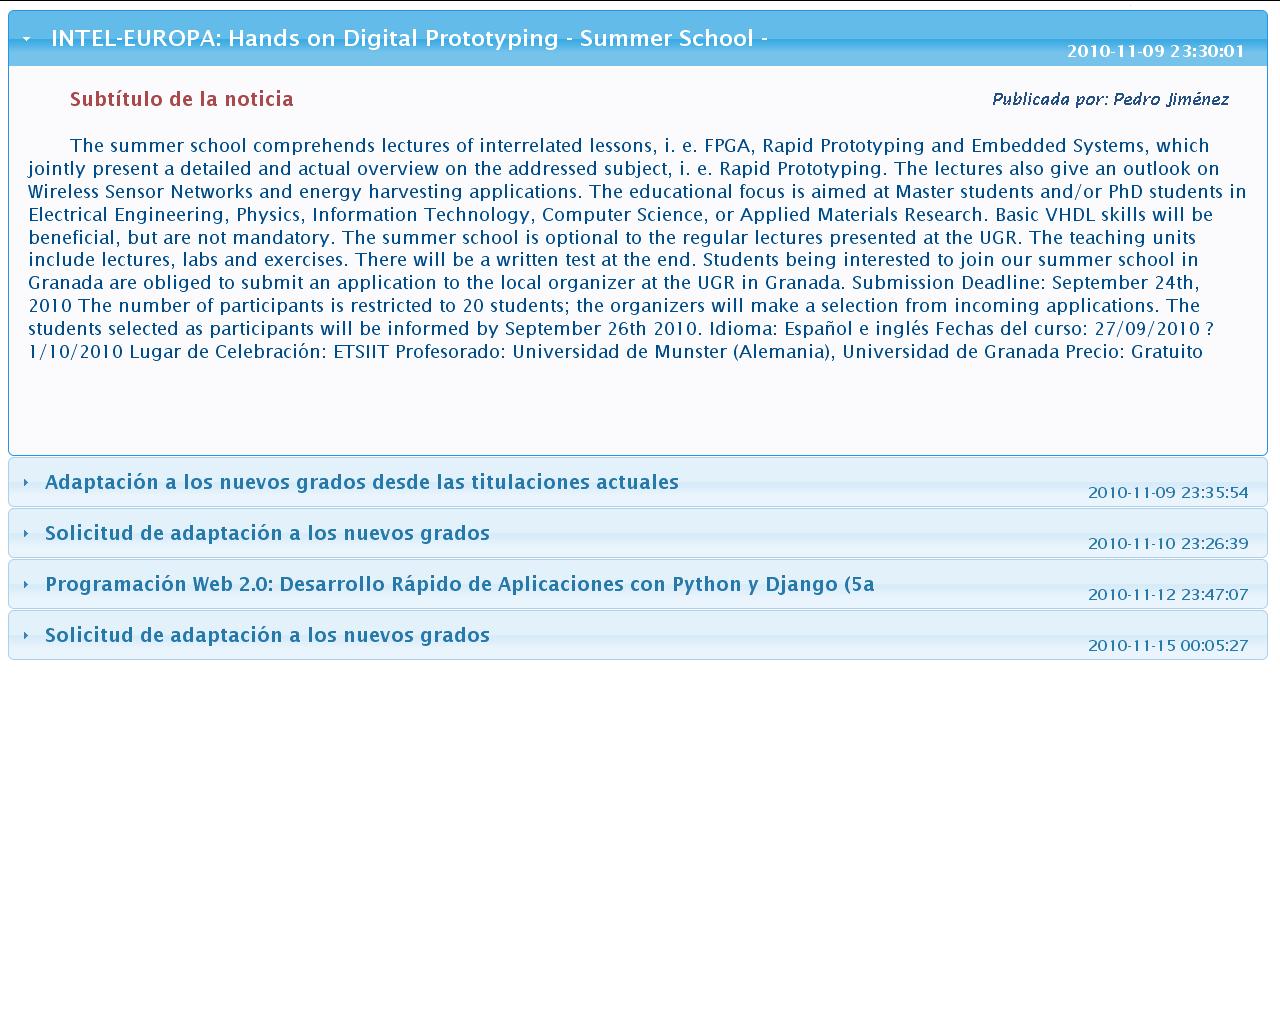 INTEL-EUROPA: Hands on Digital Prototyping - Summer School -
2010-11-09 23:30:01
Subtítulo de la noticia
Publicada por: Pedro Jiménez
The summer school comprehends lectures of interrelated lessons, i. e. FPGA, Rapid Prototyping and Embedded Systems, which
jointly present a detailed and actual overview on the addressed subject, i. e. Rapid Prototyping. The lectures also give an outlook on
Wireless Sensor Networks and energy harvesting applications. The educational focus is aimed at Master students and/or PhD students in
Electrical Engineering, Physics, Information Technology, Computer Science, or Applied Materials Research. Basic VHDL skills will be
beneficial, but are not mandatory. The summer school is optional to the regular lectures presented at the UGR. The teaching units
include lectures, labs and exercises. There will be a written test at the end. Students being interested to join our summer school in
Granada are obliged to submit an application to the local organizer at the UGR in Granada. Submission Deadline: September 24th,
2010 The number of participants is restricted to 20 students; the organizers will make a selection from incoming applications. The
students selected as participants will be informed by September 26th 2010. Idioma: Español e inglés Fechas del curso: 27/09/2010 ?
1/10/2010 Lugar de Celebración: ETSIIT Profesorado: Universidad de Munster (Alemania), Universidad de Granada Precio: Gratuito
Adaptación a los nuevos grados desde las titulaciones actuales
2010-11-09 23:35:54
Solicitud de adaptación a los nuevos grados
2010-11-10 23:26:39
Programación Web 2.0: Desarrollo Rápido de Aplicaciones con Python y Django (5a
2010-11-12 23:47:07
Solicitud de adaptación a los nuevos grados
2010-11-15 00:05:27